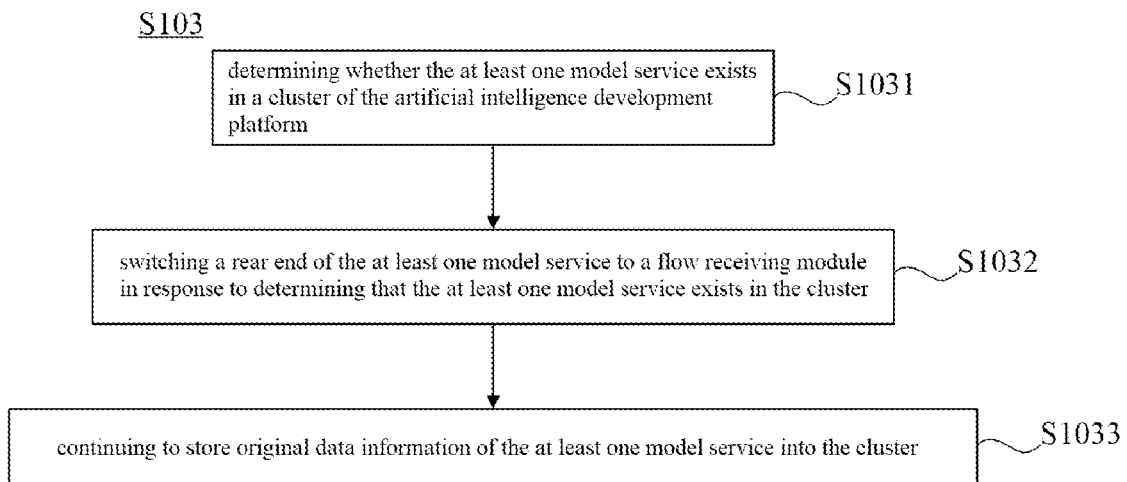 S103
determining whether the at least one model service exists
in a cluster of the artificial intelligence development
platform
S1031
switching a rear end of the at least one model service to a flow receiving module
in response to determining that the at least one model service exists in the cluster
S1032
continuing to store original data information of the at least one model service into the cluster
S1033